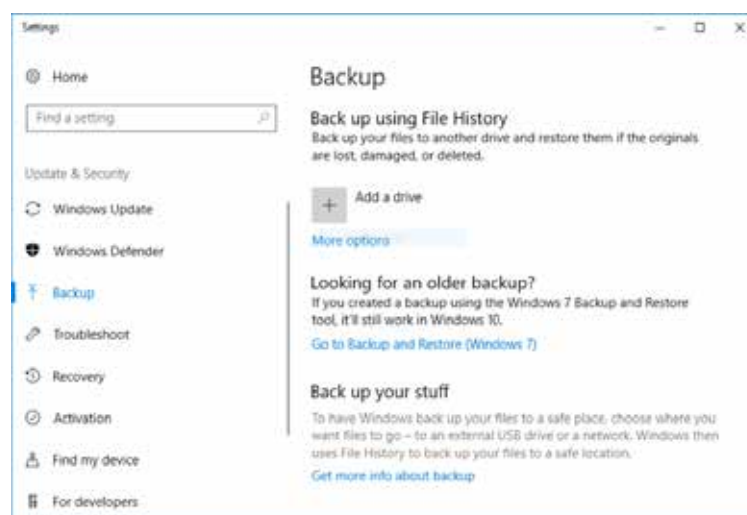 Settings
Home
Find a setting
Update & Security
Windows Update
Windows Defender
Backup
Troubleshoot
Recovery
Activation
Find my device
For developers
Backup
Back up using File History
Back up your files to another drive and restore them if the originals
are lost, damaged, or deleted.
Add a drive
More options
Looking for an older backup?
If you created a backup using the Windows 7 Backup and Restore
tool, it'll still work in Windows 10.
Go to Backup and Restore (Windows 7)
Back up your stuff
To have Windows back up your files to a safe place, choose where you
want files to go – to an external USB drive or a network. Windows then
uses File History to back up your files to a safe location.
Get more info about backup